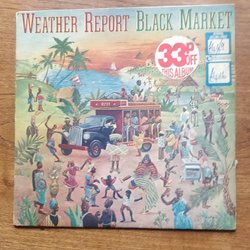 WEATHER REPORT BLACK MARKET
33P
OFF
THIS ALBUM